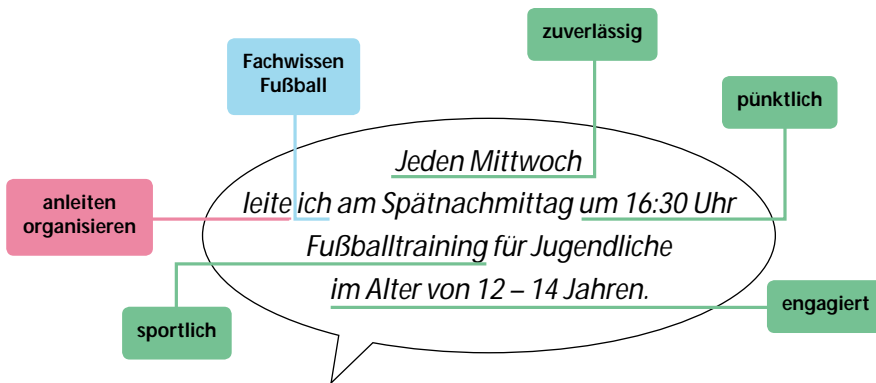 zuverlässig
Fachwissen
Fußball
pünktlich
Jeden Mittwoch
anleiten
organisieren
leite ich am Spätnachmittag um 16:30 Uhr
Fußballtraining für Jugendliche
im Alter von 12 – 14 Jahren.
engagiert
sportlich